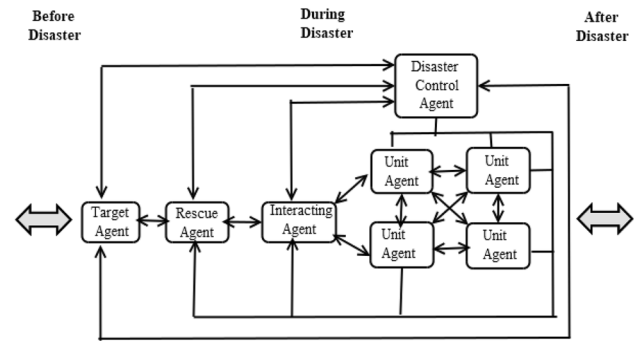 Before
Disaster
During
Disaster
After
Disaster
Disaster
Control
Agent
Target
Agent
Rescue
Agent
Interacting
Agent
Unit
Agent
Unit
Agent
Unit
Agent
Unit
Agent